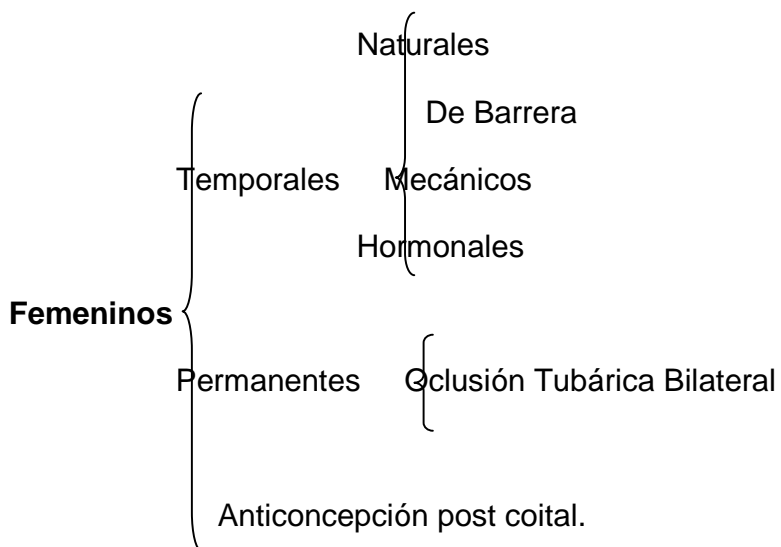 Naturales
De Barrera
Temporales Mecánicos
Hormonales
Femeninos
Permanentes Oclusión Tubárica Bilateral
Anticoncepción post coital.